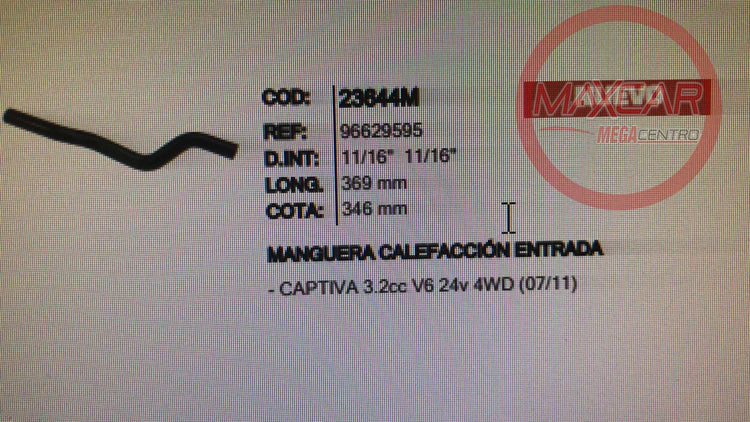 COD: 23644M
REF: 96629595
D.INT: 11/16" 11/16"
LONG. 369 mm
COTA: 346 mm
MANGUERA CALEFACCIÓN ENTRADA
- CAPTIVA 3.2cc V6 24v 4WD (07/11)
NUEVO
MAXCAR
MEGACENTRO